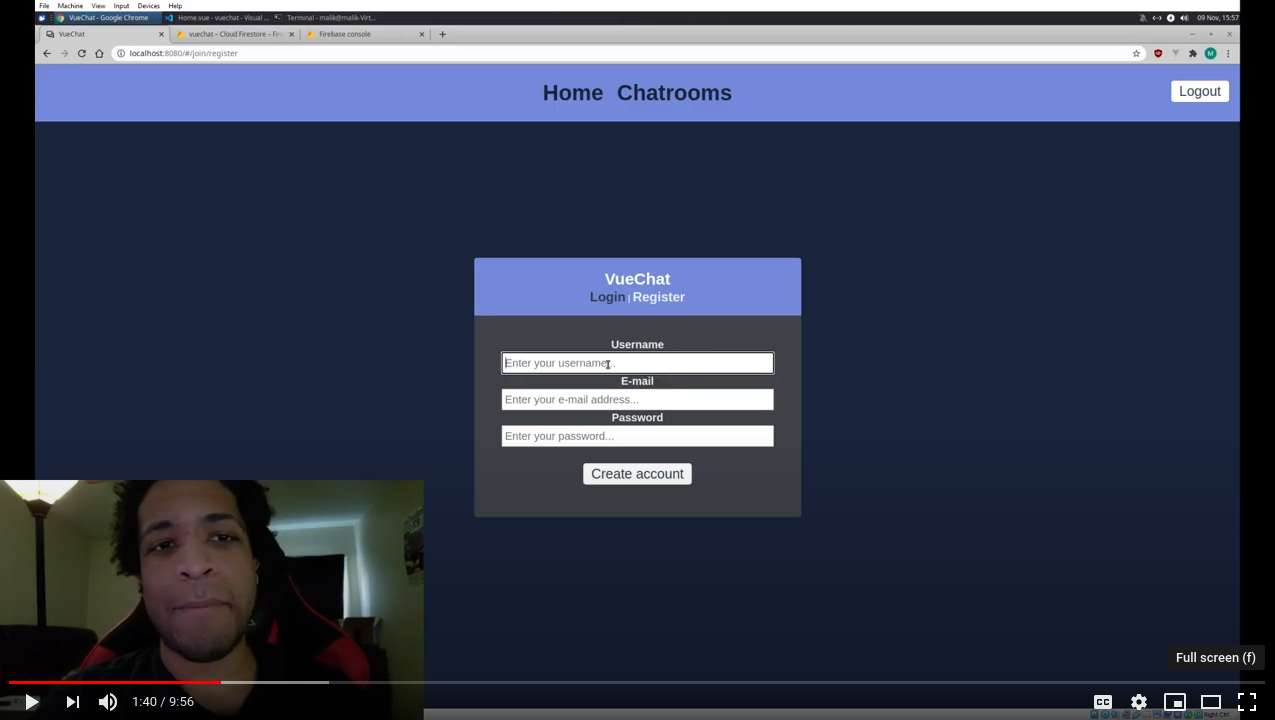 File Machine View Input Devices Help
VueChat - Google Chrome Home.vue - vuechat - Visual ... Terminal - malik@malik-Virt... 09 Nov, 15:57
VueChat vuechat – Cloud Firestore – Fire Firebase console
localhost:8080/#/join/register M
Home Chatrooms Logout
VueChat
Login | Register
Username
Enter your username...
E-mail
Enter your e-mail address...
Password
Enter your password...
Create account
Full screen (f)
1:40 / 9:56 CC
Right Ctrl